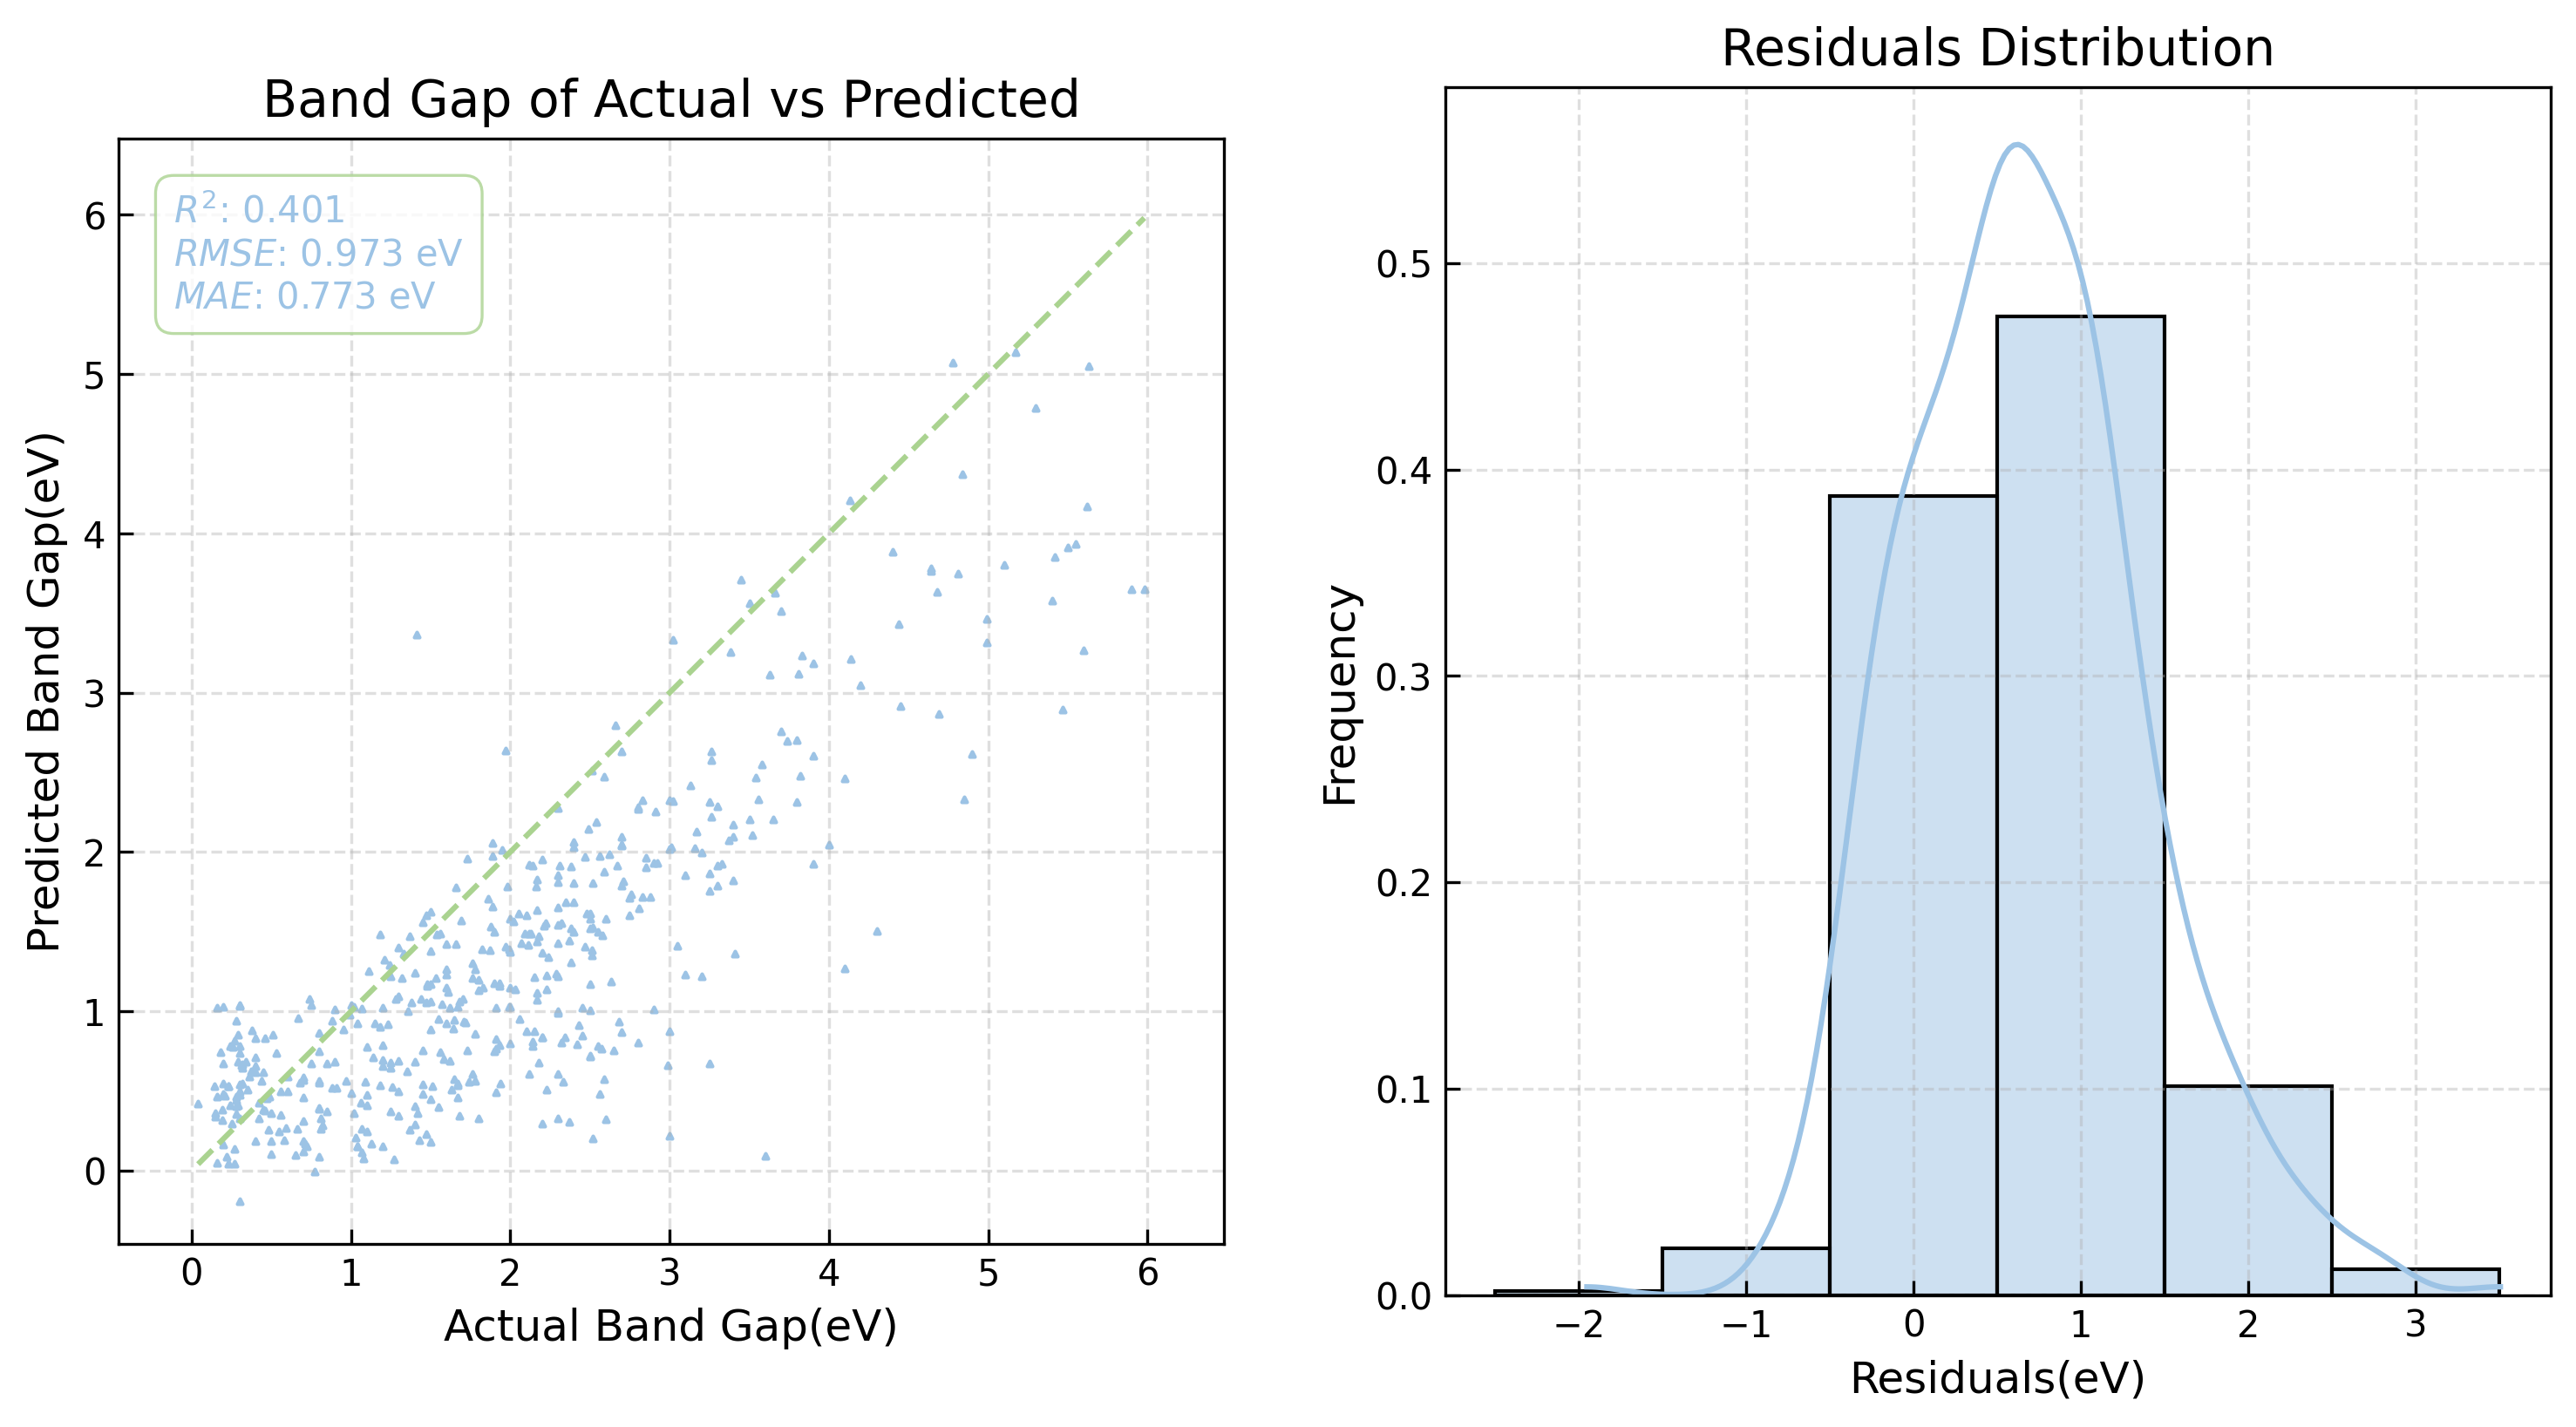 Band Gap of Actual vs Predicted
R²: 0.401
RMSE: 0.973 eV
MAE: 0.773 eV
Predicted Band Gap(eV)
6
5
4
3
2
1
0
0 1 2 3 4 5 6
Actual Band Gap(eV)
Residuals Distribution
Frequency
0.5
0.4
0.3
0.2
0.1
0.0
−2 −1 0 1 2 3
Residuals(eV)